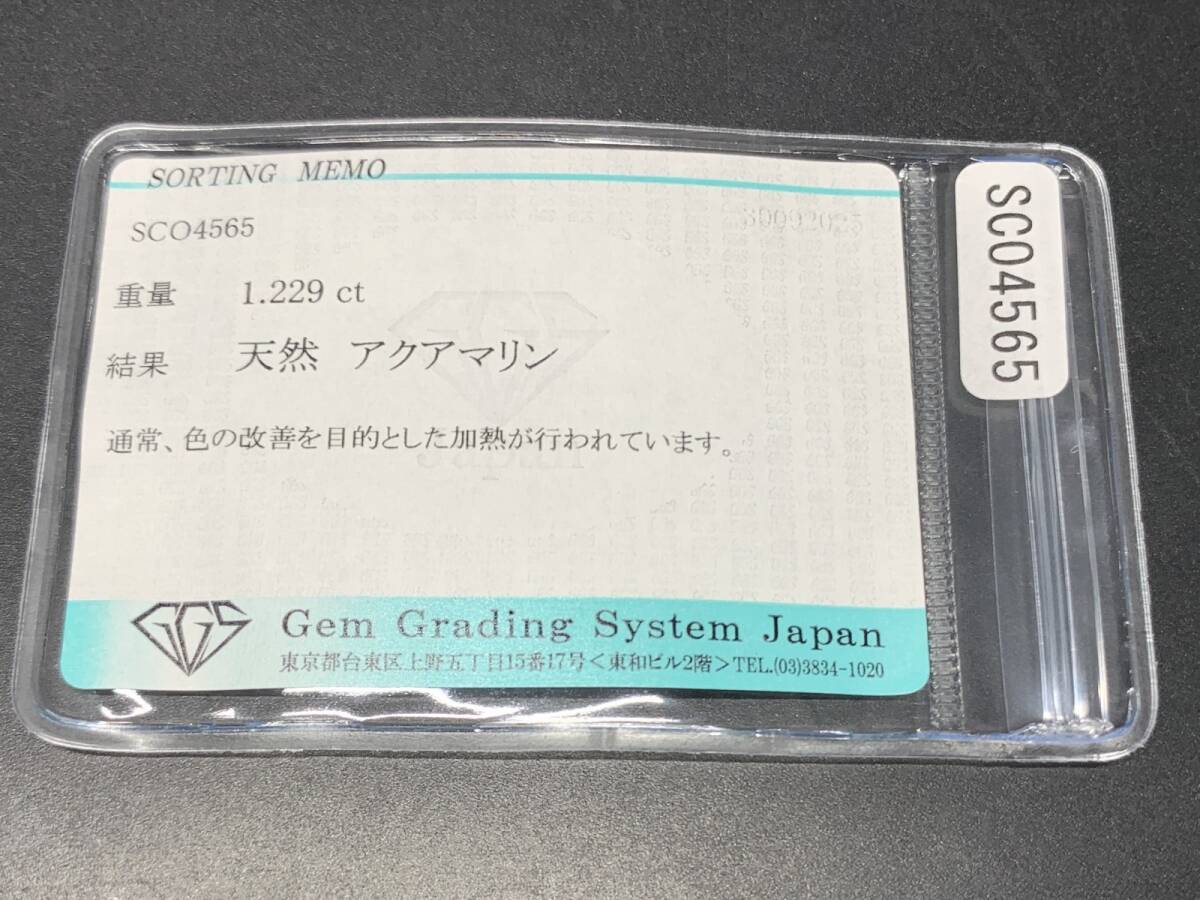 SORTING MEMO
SCO4565
重量 1.229 ct
結果 天然 アクアマリン
通常、色の改善を目的とした加熱が行われています。
GGS
Gem Grading System Japan
東京都台東区上野五丁目15番17号<東和ビル2階>TEL.(03)3834-1020
SCO4565